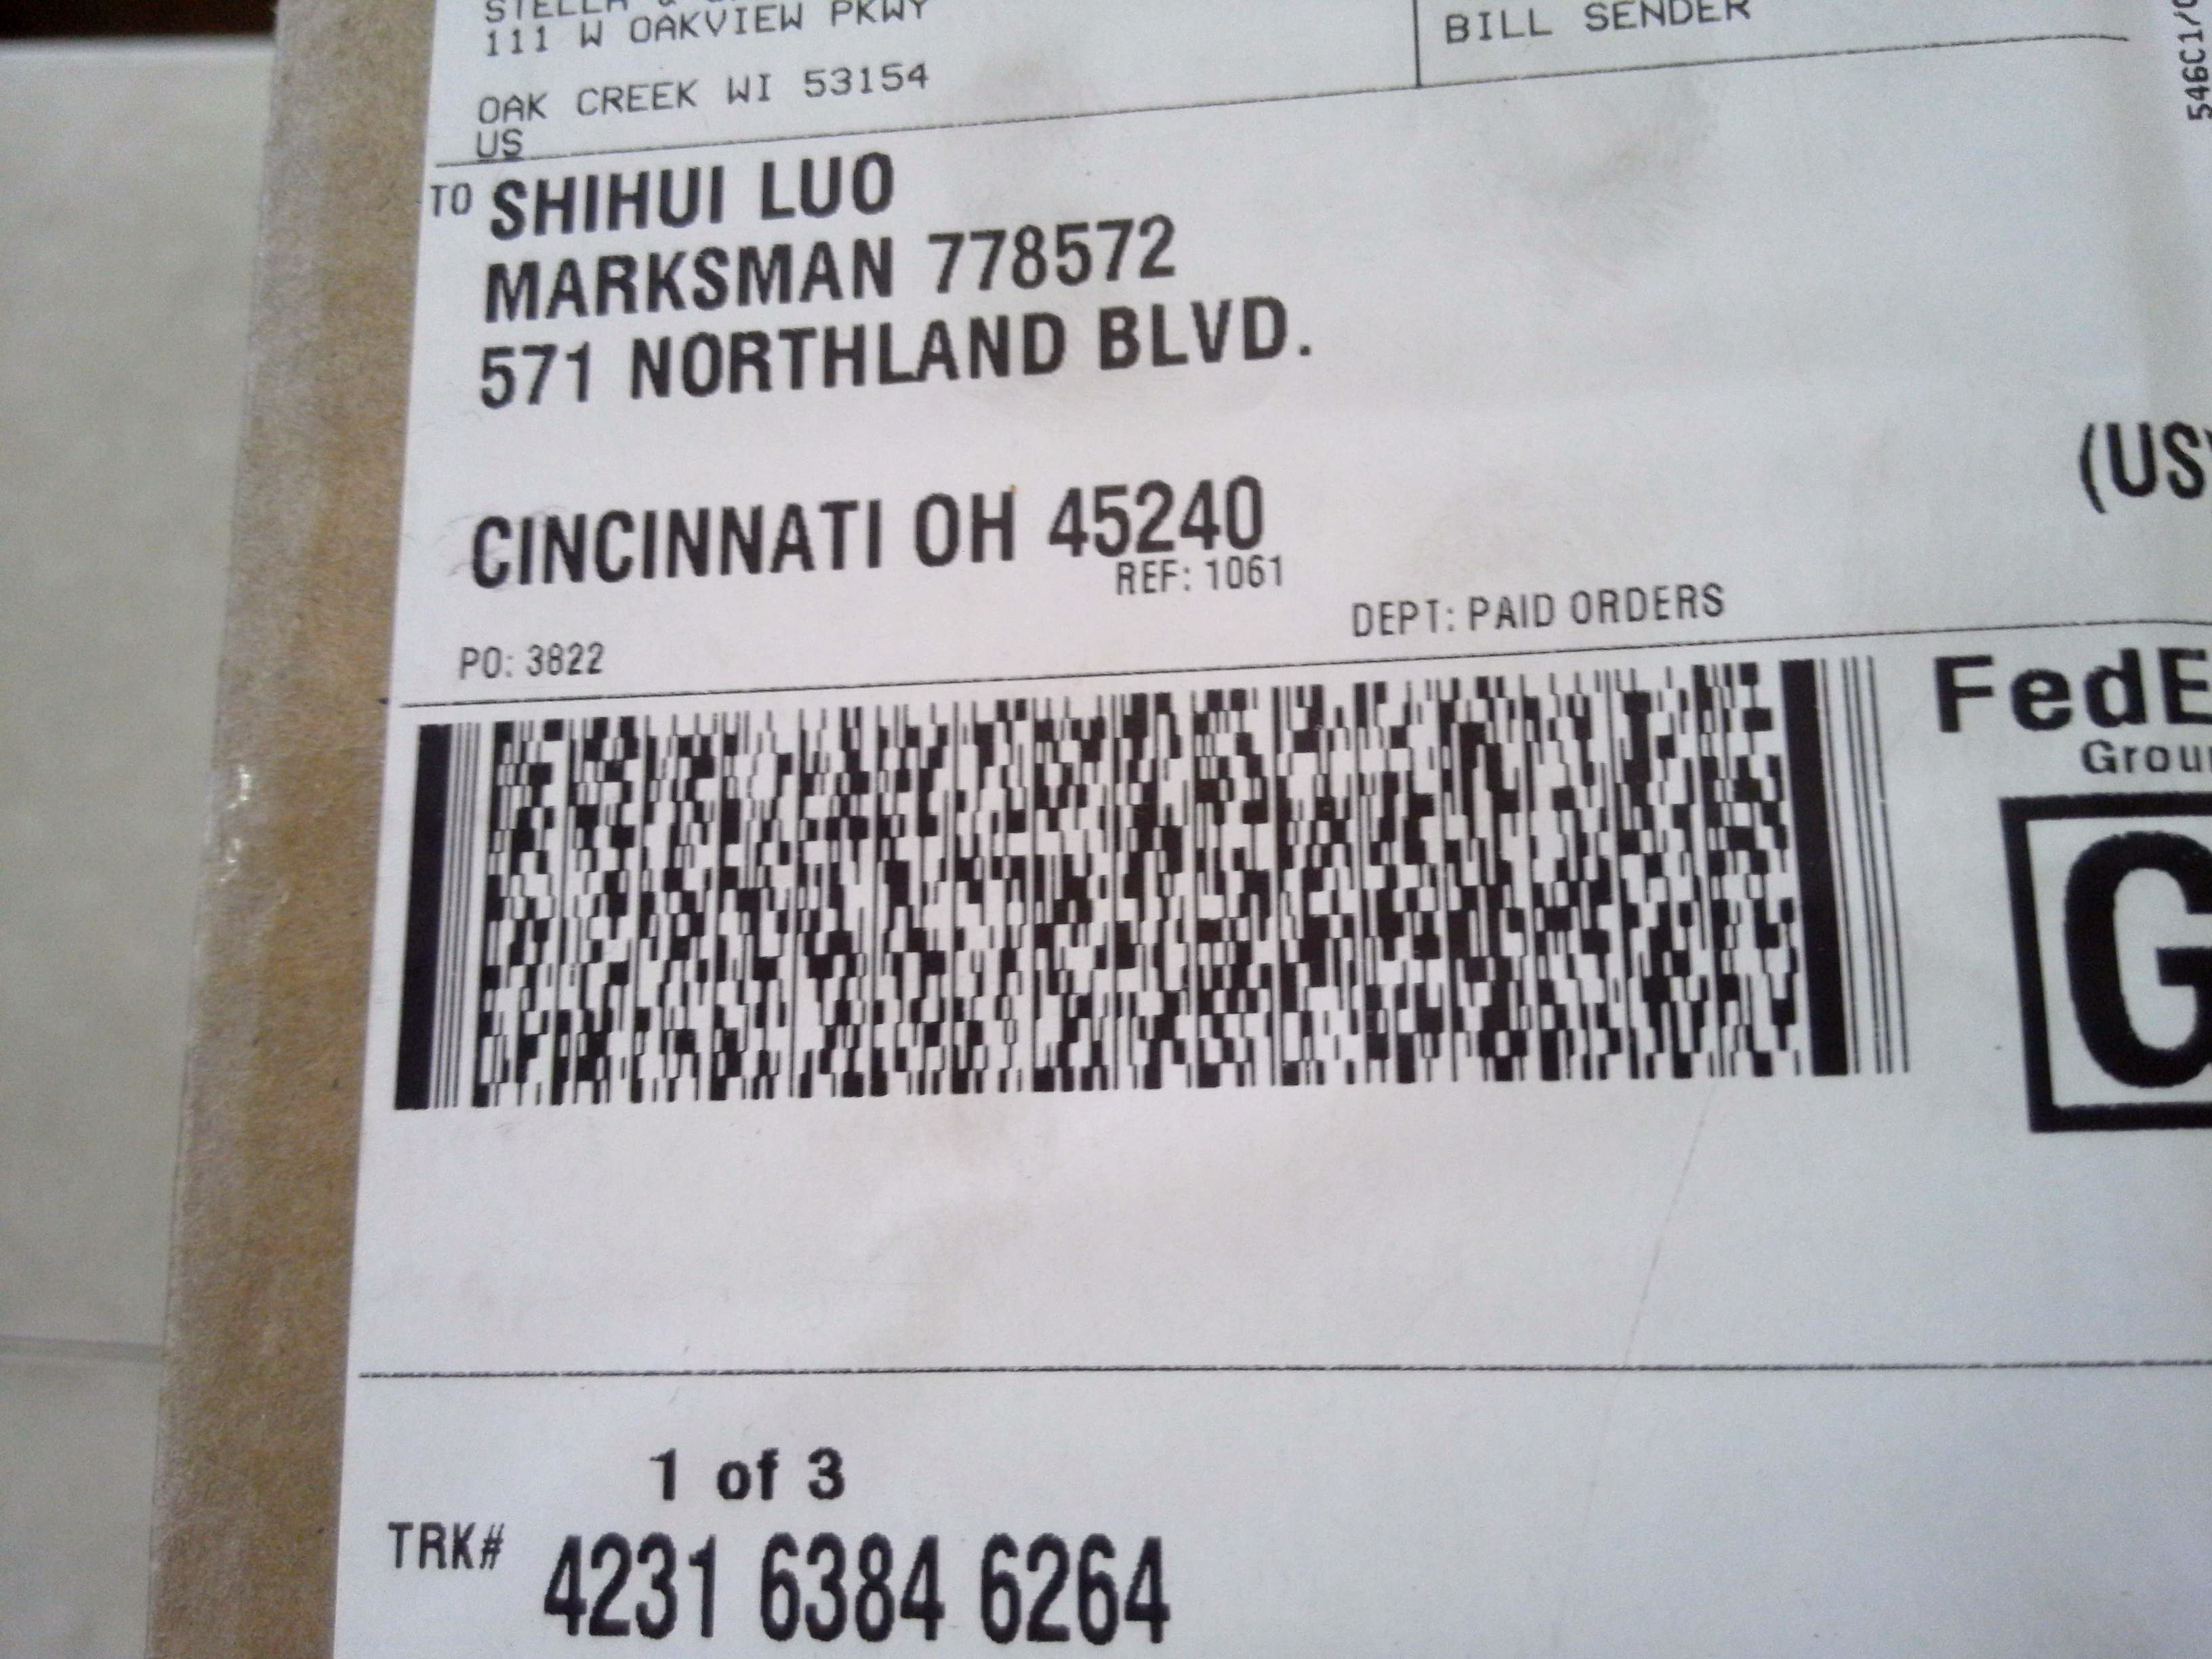 111 W OAKVIEW PKWY
BILL SENDER
OAK CREEK WI 53154
US
546C1/
TO SHIHUI LUO
MARKSMAN 778572
571 NORTHLAND BLVD.
(US
CINCINNATI OH 45240
REF: 1061
DEPT: PAID ORDERS
PO: 3822
FedE
Grou
G
1 of 3
TRK# 4231 6384 6264